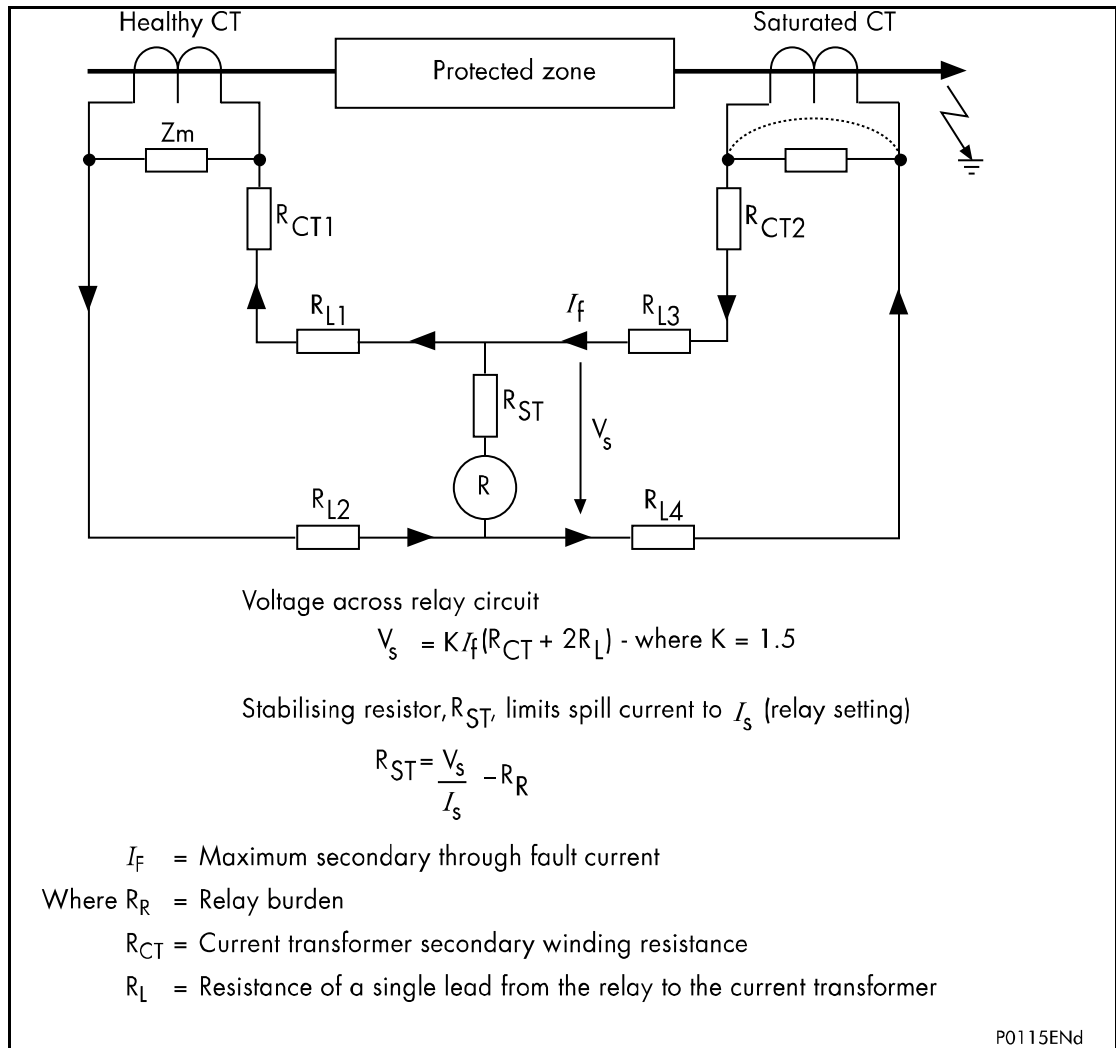 Healthy CT
Saturated CT
Protected zone
Zm
RCT1
RCT2
RL1
If
RL3
RST
Vs
R
RL2
RL4
Voltage across relay circuit
Vs = KIf(RCT + 2RL) - where K = 1.5
Stabilising resistor, RST, limits spill current to Is (relay setting)
RST = Vs/Is – RR
IF = Maximum secondary through fault current
Where RR = Relay burden
RCT = Current transformer secondary winding resistance
RL = Resistance of a single lead from the relay to the current transformer
P0115ENd